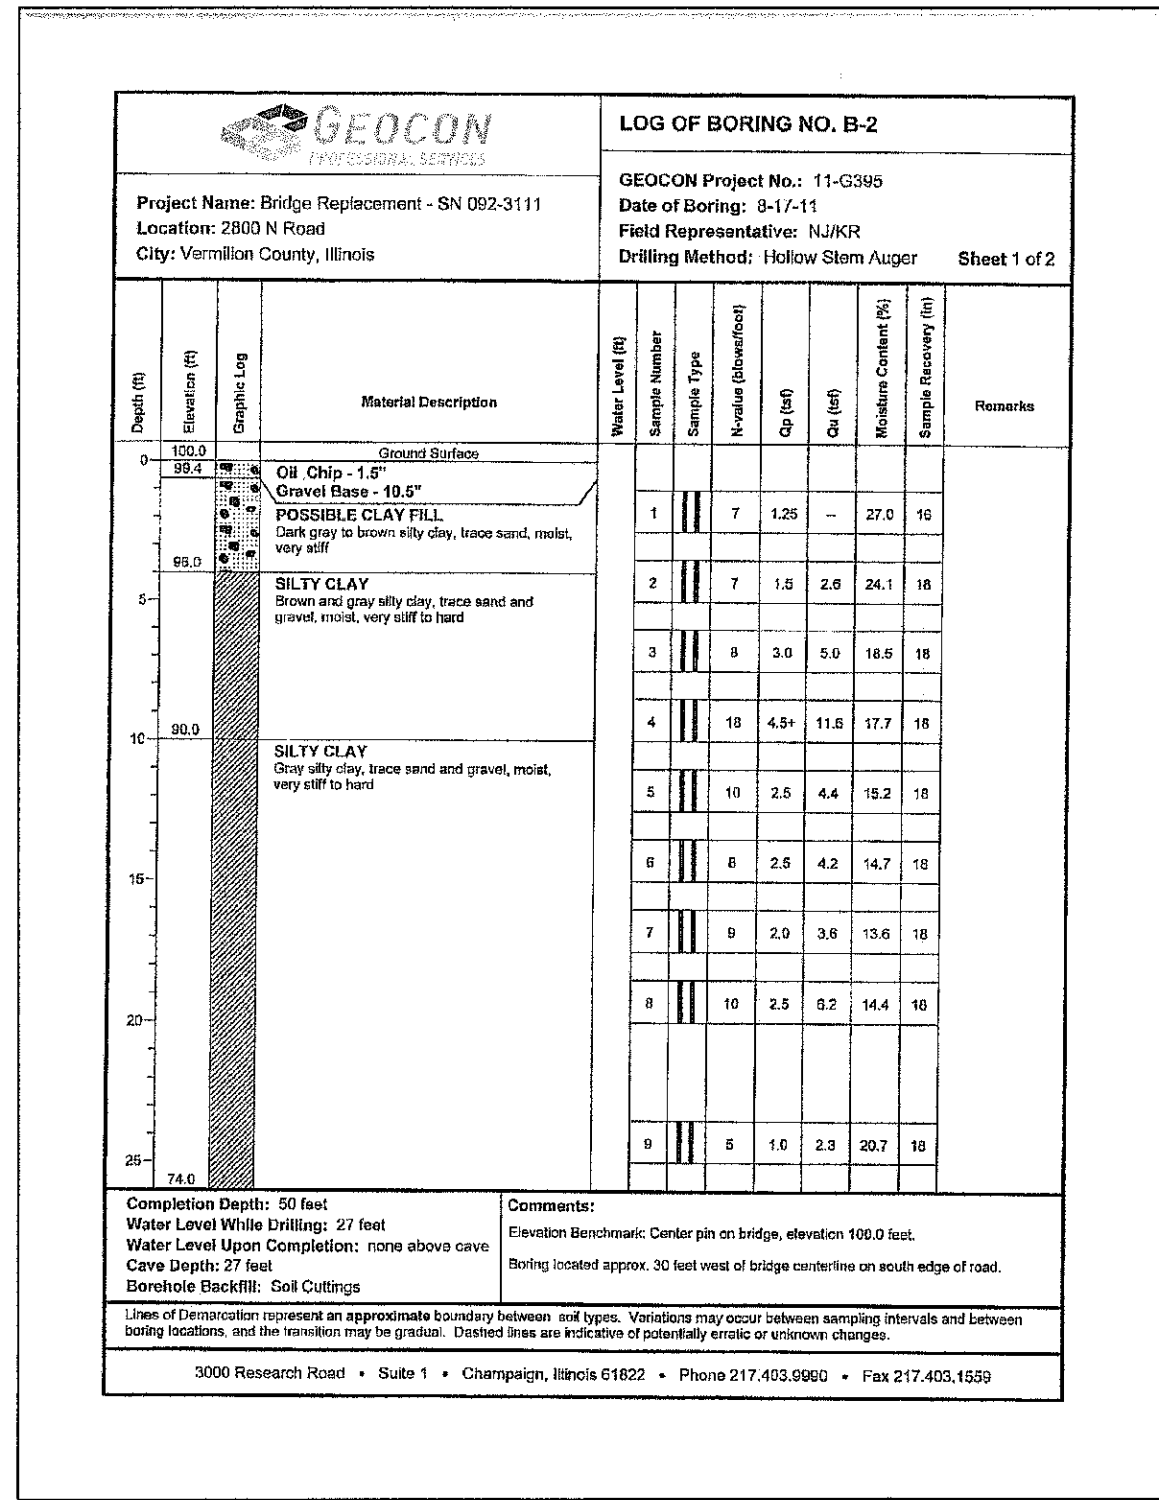 GEOCON
PROFESSIONAL SERVICES
LOG OF BORING NO. B-2
Project Name: Bridge Replacement - SN 092-3111
Location: 2800 N Road
City: Vermilion County, Illinois
GEOCON Project No.: 11-G395
Date of Boring: 8-17-11
Field Representative: NJ/KR
Drilling Method: Hollow Stem Auger Sheet 1 of 2
Depth (ft)
Elevation (ft)
Graphic Log
Material Description
Water Level (ft)
Sample Number
Sample Type
N-value (blows/foot)
Qp (tsf)
Qu (tsf)
Moisture Content (%)
Sample Recovery (in)
Remarks
100.0 Ground Surface
0
99.4
Oil ,Chip - 1.5"
Gravel Base - 10.5"
POSSIBLE CLAY FILL
Dark gray to brown silty clay, trace sand, moist,
very stiff
1 7 1.25 -- 27.0 16
96.0
SILTY CLAY
Brown and gray silty clay, trace sand and
gravel, moist, very stiff to hard
2 7 1.5 2.6 24.1 18
5
3 8 3.0 5.0 18.5 18
4 18 4.5+ 11.6 17.7 18
90.0
10
SILTY CLAY
Gray silty clay, trace sand and gravel, moist,
very stiff to hard
5 10 2.5 4.4 15.2 18
6 8 2.5 4.2 14.7 18
15
7 9 2.0 3.6 13.6 18
8 10 2.5 6.2 14.4 18
20
9 5 1.0 2.3 20.7 18
25
74.0
Completion Depth: 50 feet
Water Level While Drilling: 27 feet
Water Level Upon Completion: none above cave
Cave Depth: 27 feet
Borehole Backfill: Soil Cuttings
Comments:
Elevation Benchmark: Center pin on bridge, elevation 100.0 feet.
Boring located approx. 30 feet west of bridge centerline on south edge of road.
Lines of Demarcation represent an approximate boundary between soil types. Variations may occur between sampling intervals and between
boring locations, and the transition may be gradual. Dashed lines are indicative of potentially erratic or unknown changes.
3000 Research Road • Suite 1 • Champaign, Illinois 61822 • Phone 217.403.9990 • Fax 217.403.1559